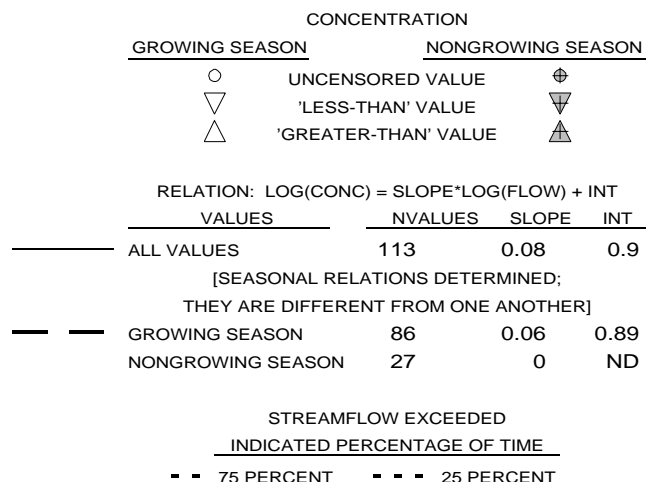 CONCENTRATION
GROWING SEASON NONGROWING SEASON
UNCENSORED VALUE
'LESS-THAN' VALUE
'GREATER-THAN' VALUE
RELATION: LOG(CONC) = SLOPE*LOG(FLOW) + INT
VALUES NVALUES SLOPE INT
ALL VALUES 113 0.08 0.9
[SEASONAL RELATIONS DETERMINED;
THEY ARE DIFFERENT FROM ONE ANOTHER]
GROWING SEASON 86 0.06 0.89
NONGROWING SEASON 27 0 ND
STREAMFLOW EXCEEDED
INDICATED PERCENTAGE OF TIME
75 PERCENT 25 PERCENT